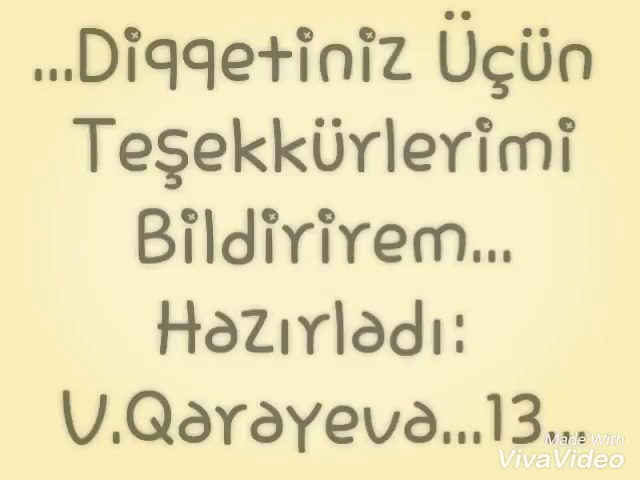 ...Diqqetiniz Üçün
Teşekkürlerimi
Bildirirem...
Hazırladı:
V.Qarayeva...13...
Made With
VivaVideo